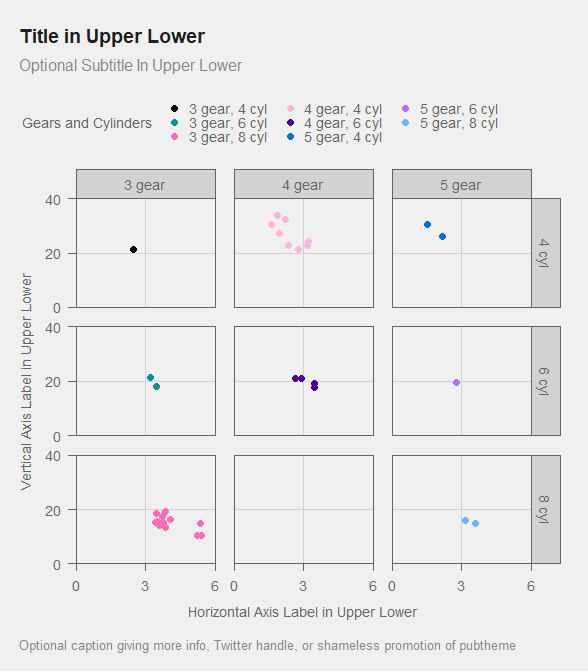 Title in Upper Lower
Optional Subtitle In Upper Lower
Gears and Cylinders
3 gear, 4 cyl
3 gear, 6 cyl
3 gear, 8 cyl
4 gear, 4 cyl
4 gear, 6 cyl
5 gear, 4 cyl
5 gear, 6 cyl
5 gear, 8 cyl
3 gear
4 gear
5 gear
40
20
0
4 cyl
40
20
0
6 cyl
40
20
0
8 cyl
Vertical Axis Label in Upper Lower
0 3 6 0 3 6 0 3 6
Horizontal Axis Label in Upper Lower
Optional caption giving more info, Twitter handle, or shameless promotion of pubtheme